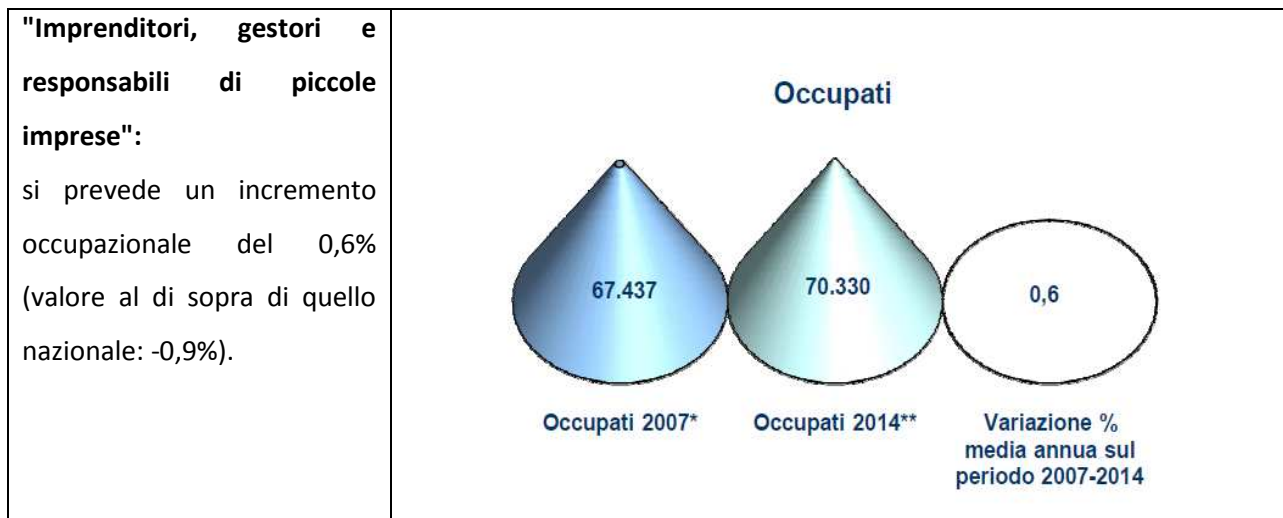 "Imprenditori, gestori e
responsabili di piccole
imprese":
si prevede un incremento
occupazionale del 0,6%
(valore al di sopra di quello
nazionale: -0,9%).
Occupati
67.437
70.330
0,6
Occupati 2007*
Occupati 2014**
Variazione %
media annua sul
periodo 2007-2014